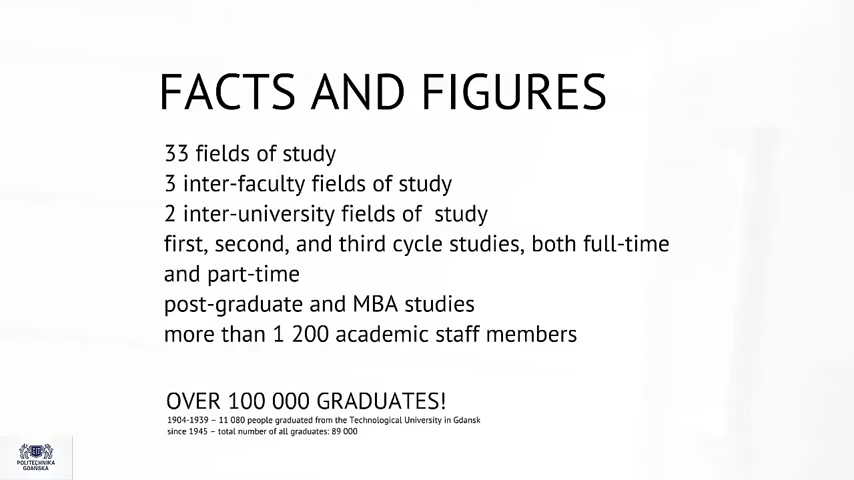 FACTS AND FIGURES
33 fields of study
3 inter-faculty fields of study
2 inter-university fields of study
first, second, and third cycle studies, both full-time
and part-time
post-graduate and MBA studies
more than 1 200 academic staff members
OVER 100 000 GRADUATES!
1904-1939 – 11 080 people graduated from the Technological University in Gdansk
since 1945 – total number of all graduates: 89 000
POLITECHNIKA
GDAŃSKA